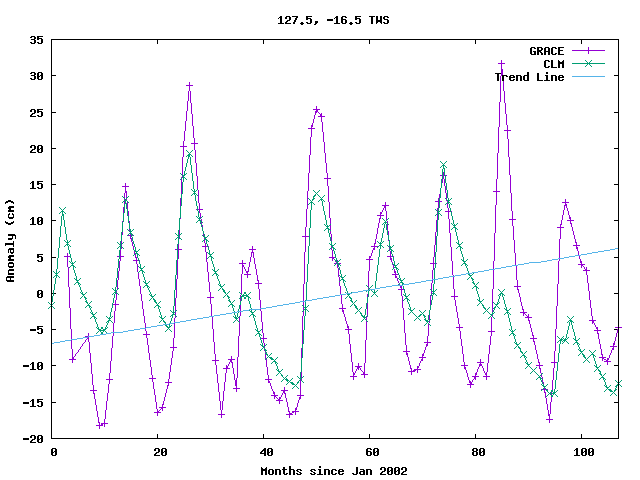 127.5, -16.5 TWS
GRACE
CLM
Trend Line
35
30
25
20
15
10
5
0
-5
-10
-15
-20
Anomaly (cm)
0 20 40 60 80 100
Months since Jan 2002